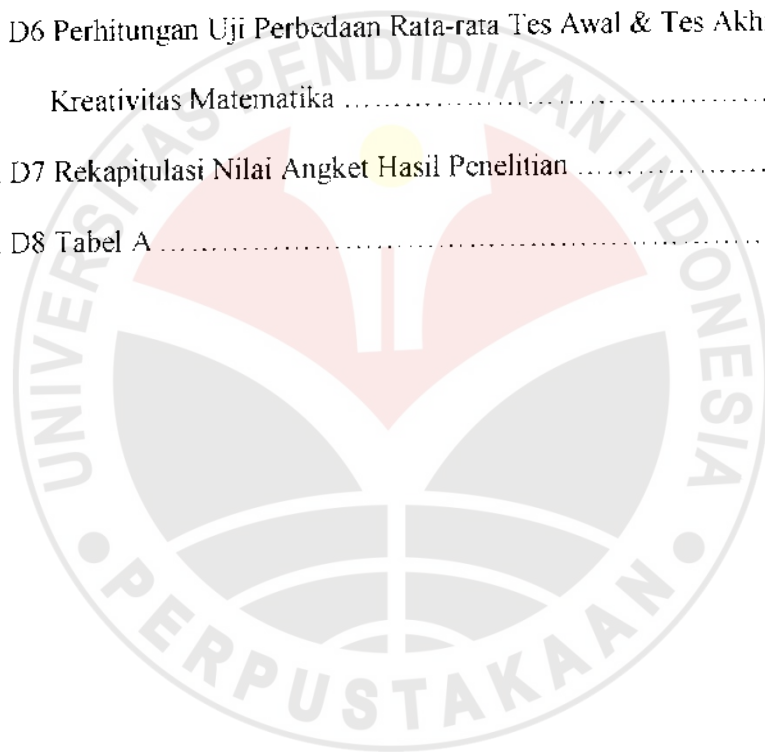 D6 Perhitungan Uji Perbedaan Rata-rata Tes Awal & Tes Akh
Kreativitas Matematika ........................................
D7 Rekapitulasi Nilai Angket Hasil Penelitian ....................
D8 Tabel A ................................................................
UNIVERSITAS PENDIDIKAN INDONESIA
PERPUSTAKAAN